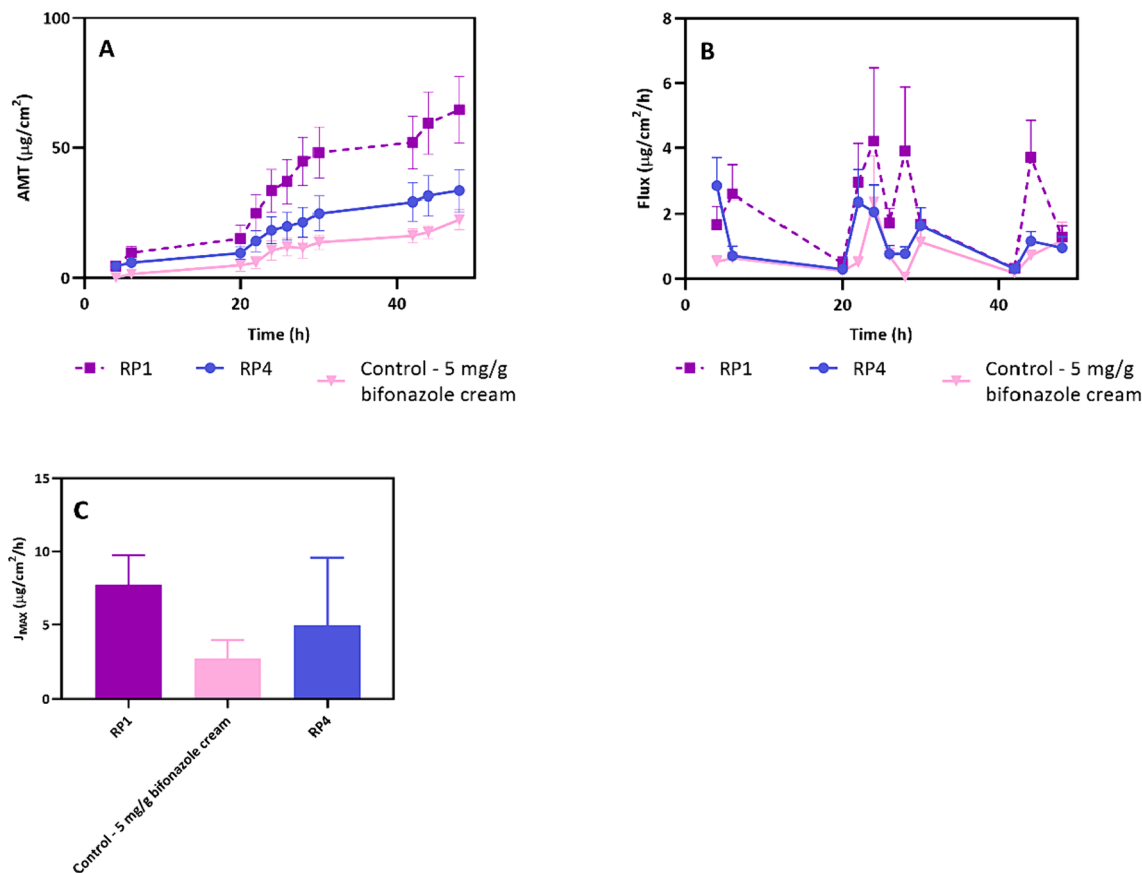 A
AMT (µg/cm²)
100
50
0
0
20
40
Time (h)
RP1
RP4
Control - 5 mg/g
bifonazole cream
B
Flux (µg/cm²/h)
8
6
4
2
0
0
20
40
Time (h)
RP1
RP4
Control - 5 mg/g
bifonazole cream
C
J_MAX (µg/cm²/h)
15
10
5
0
RP1
Control - 5 mg/g bifonazole cream
RP4